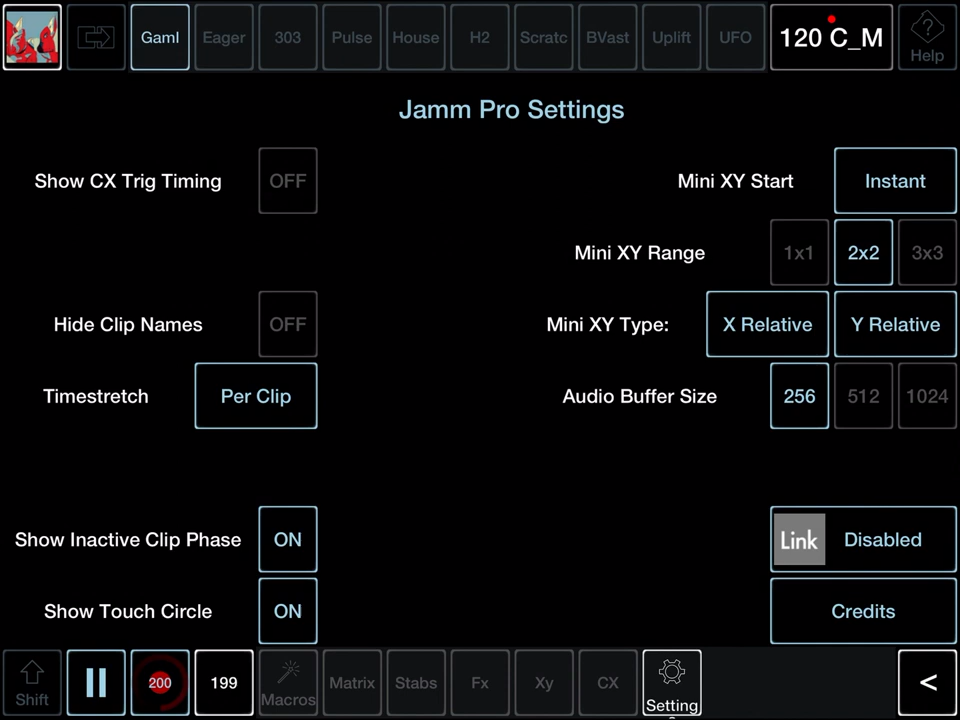 Gaml Eager 303 Pulse House H2 Scratc BVast Uplift UFO 120 C_M Help
Jamm Pro Settings
Show CX Trig Timing OFF Mini XY Start Instant
Mini XY Range 1x1 2x2 3x3
Hide Clip Names OFF Mini XY Type: X Relative Y Relative
Timestretch Per Clip Audio Buffer Size 256 512 1024
Show Inactive Clip Phase ON Link Disabled
Show Touch Circle ON Credits
Shift 200 199 Macros Matrix Stabs Fx Xy CX Setting <